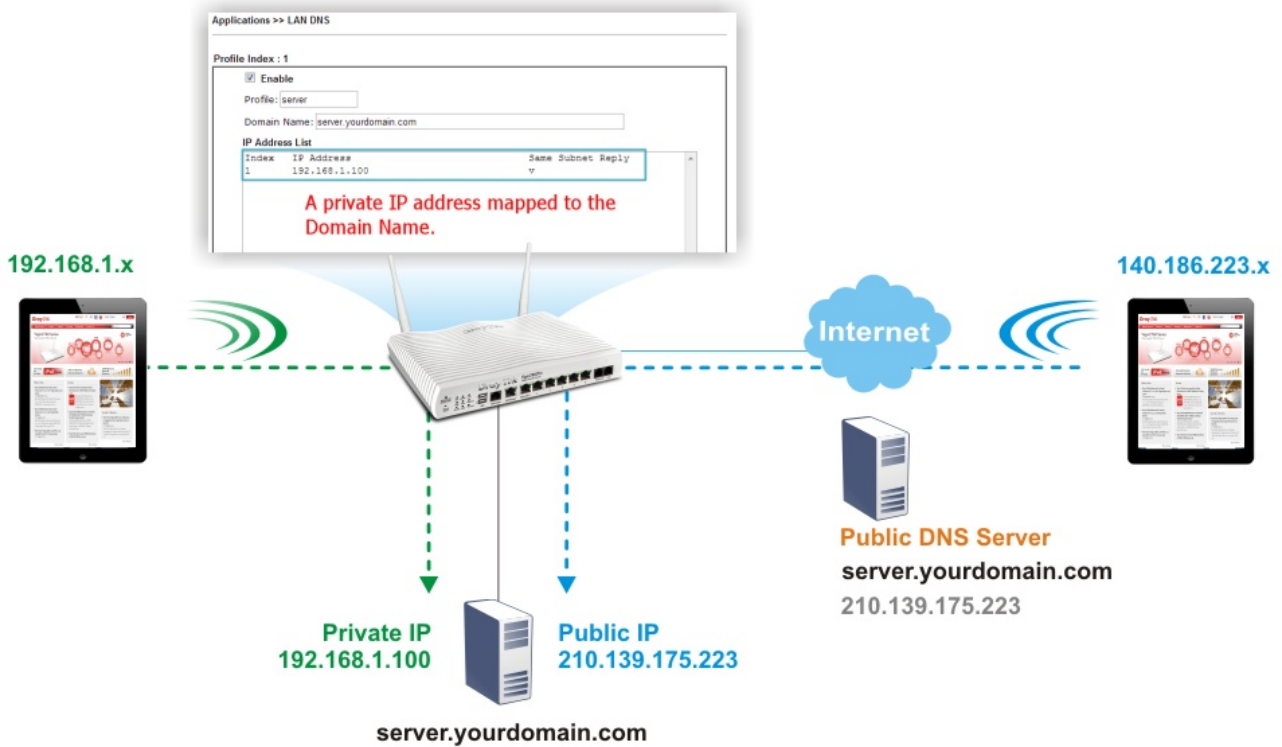 Applications >> LAN DNS
Profile Index : 1
Enable
Profile: server
Domain Name: server.yourdomain.com
IP Address List
Index IP Address Same Subnet Reply
1 192.168.1.100 v
A private IP address mapped to the
Domain Name.
192.168.1.x
140.186.223.x
Internet
Public DNS Server
server.yourdomain.com
210.139.175.223
Private IP
192.168.1.100
Public IP
210.139.175.223
server.yourdomain.com